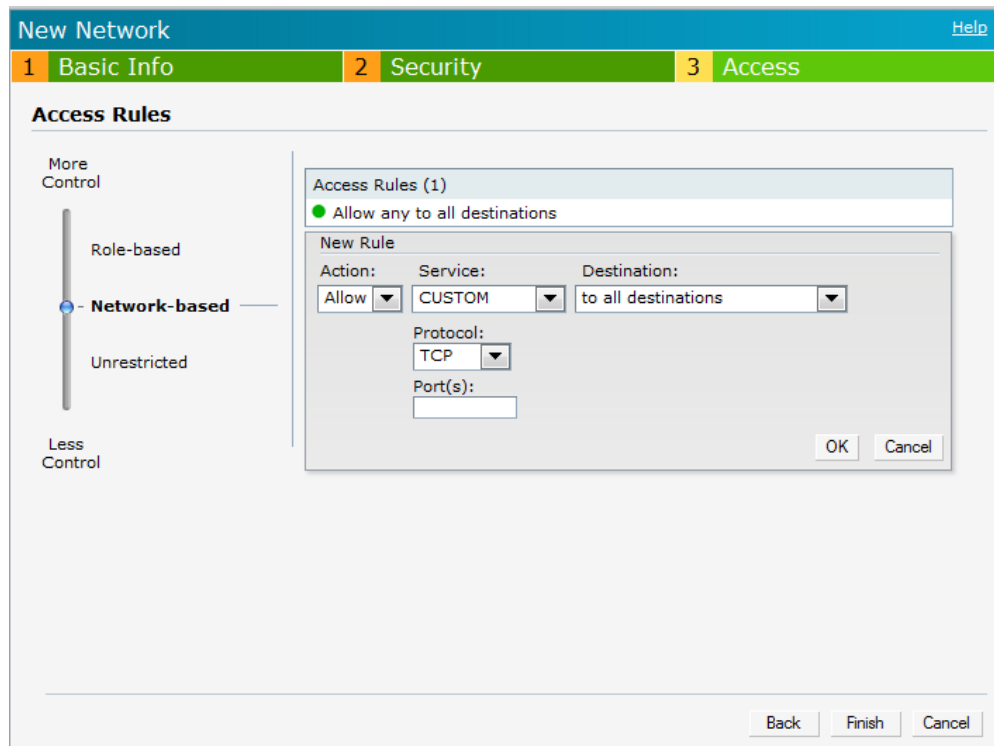 New Network Help
1 Basic Info 2 Security 3 Access
Access Rules
More
Control
Role-based
Network-based
Unrestricted
Less
Control
Access Rules (1)
Allow any to all destinations
New Rule
Action: Service: Destination:
Allow CUSTOM to all destinations
Protocol:
TCP
Port(s):
OK Cancel
Back Finish Cancel